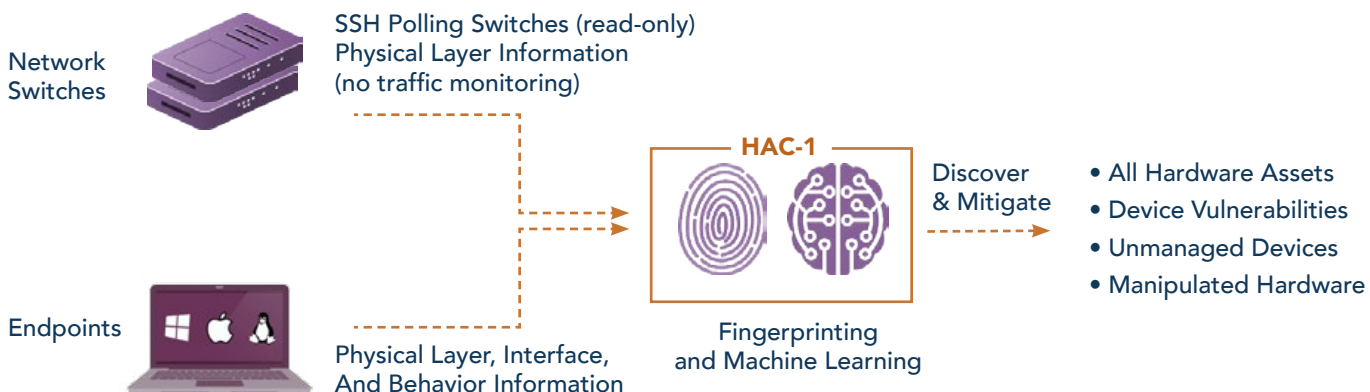 Network
Switches
SSH Polling Switches (read-only)
Physical Layer Information
(no traffic monitoring)
HAC-1
Discover
& Mitigate
• All Hardware Assets
• Device Vulnerabilities
• Unmanaged Devices
• Manipulated Hardware
Fingerprinting
and Machine Learning
Endpoints
Physical Layer, Interface,
And Behavior Information